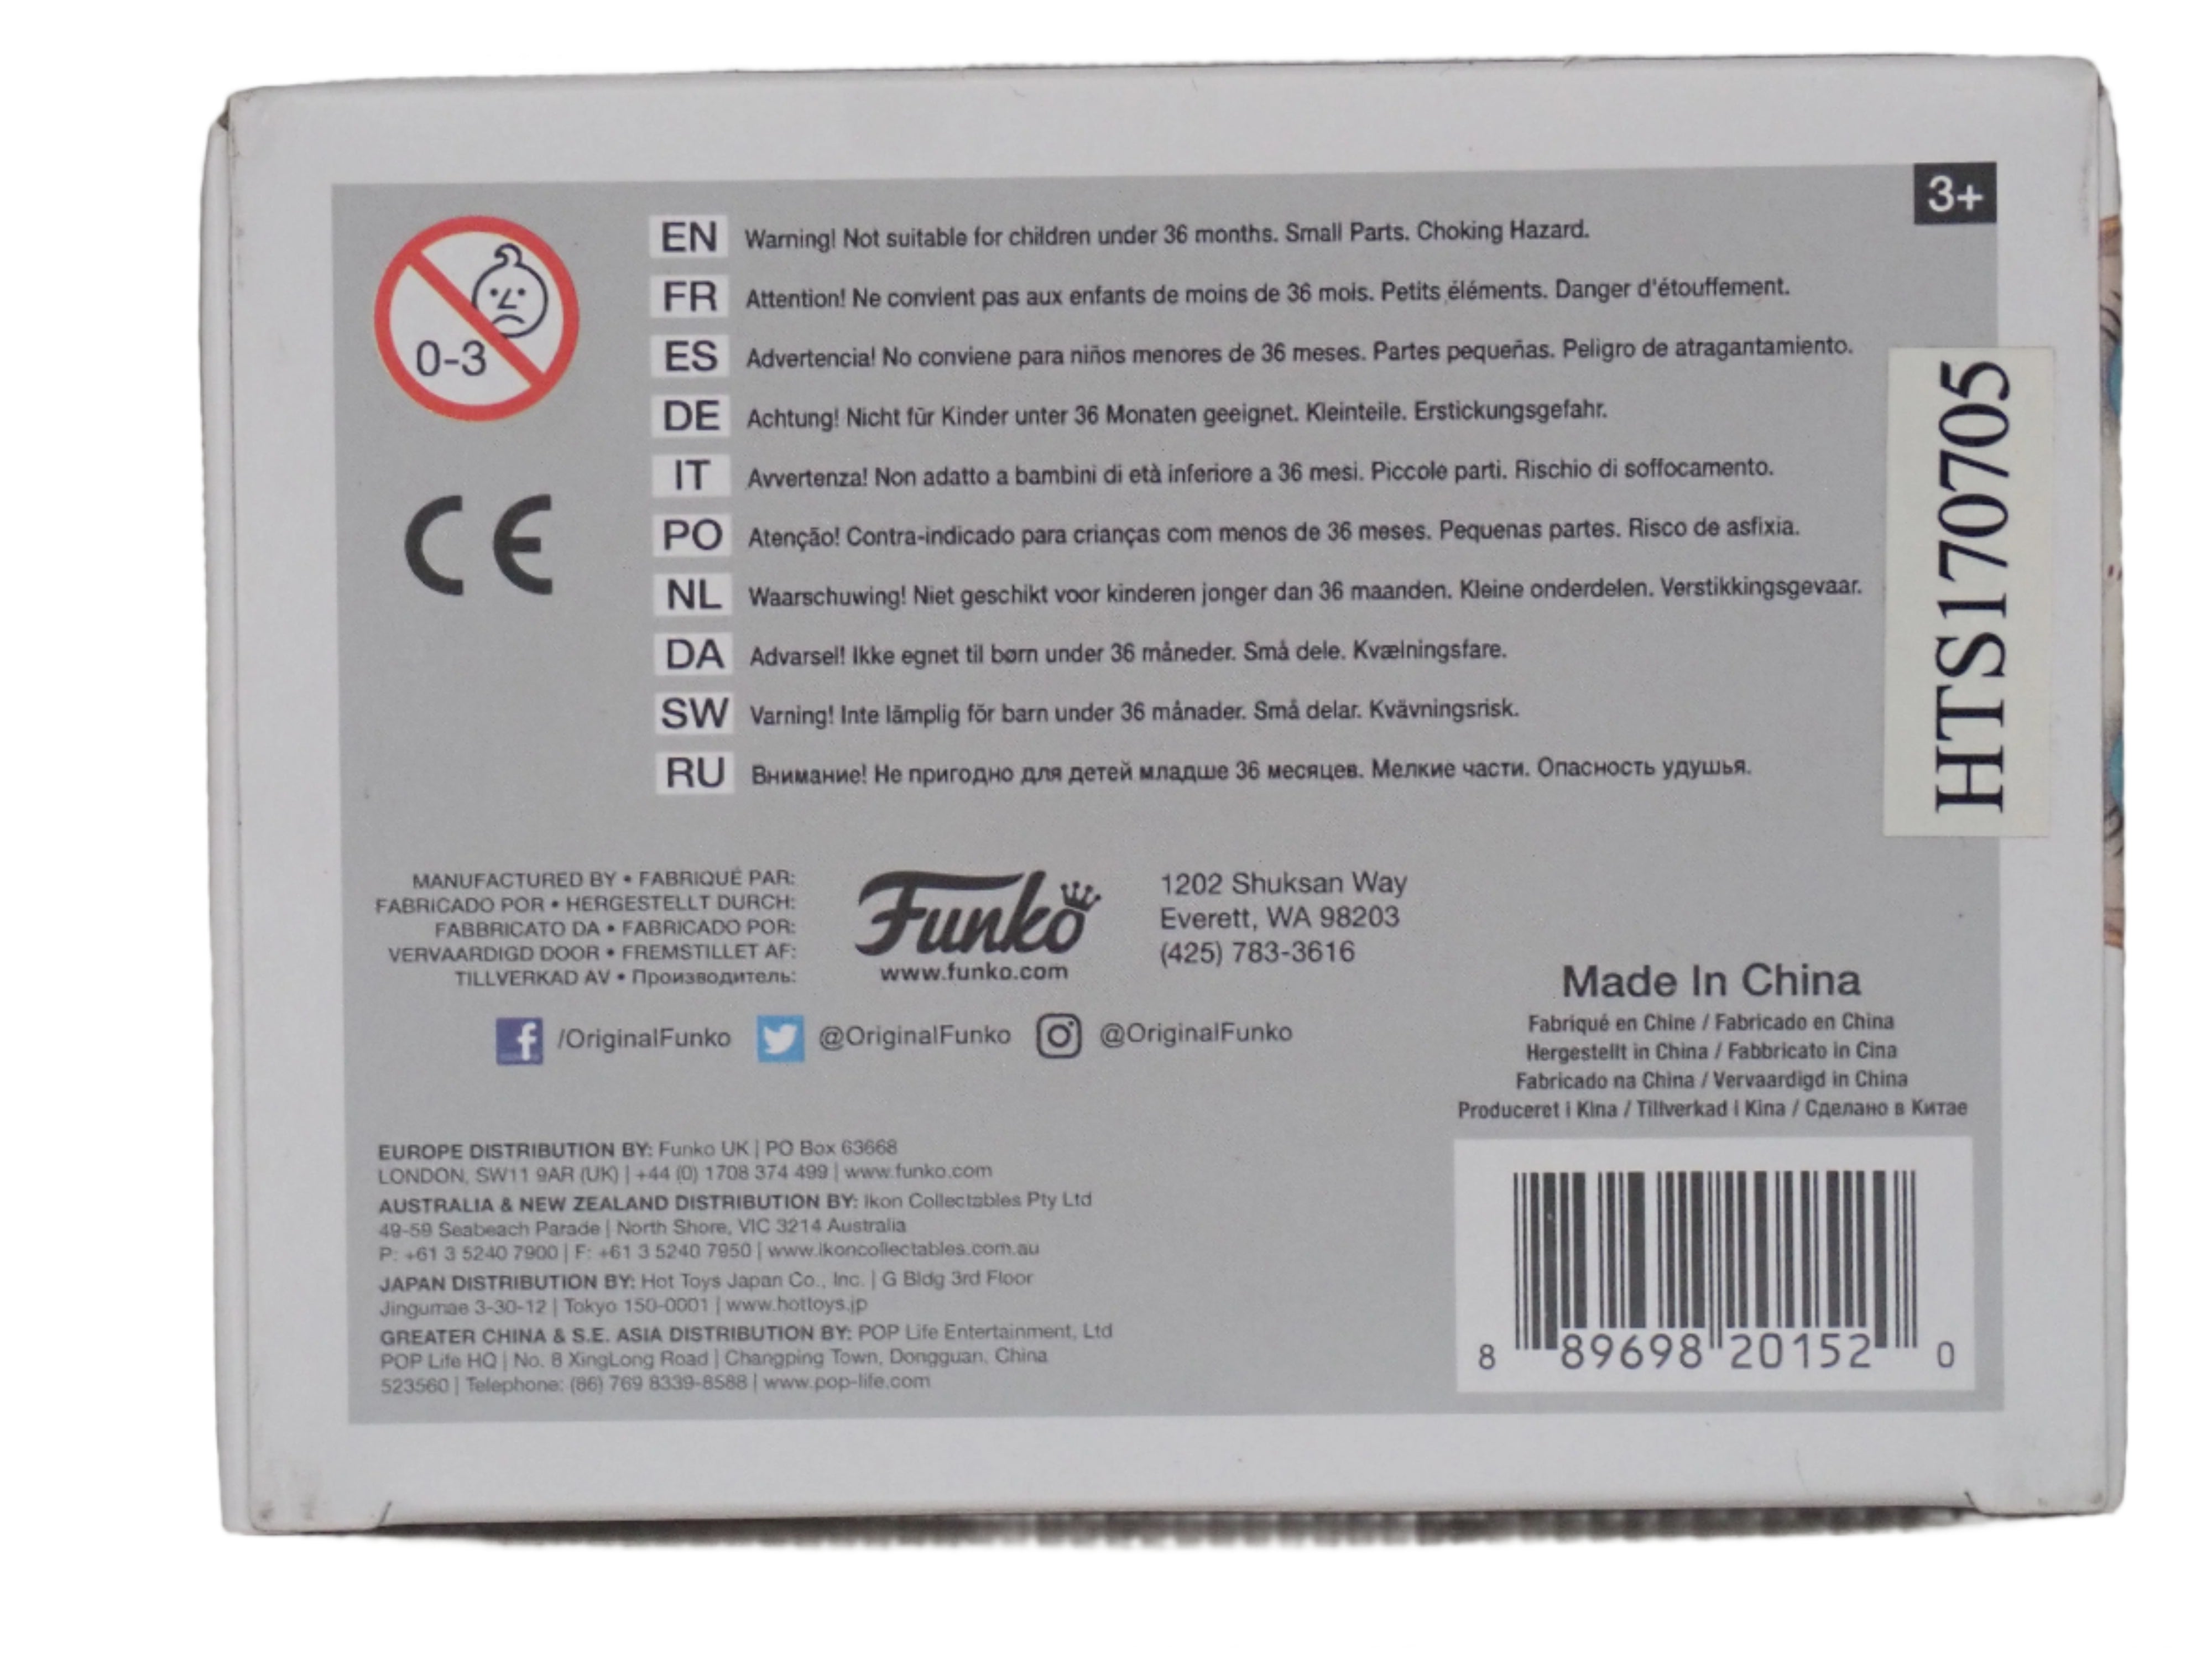 3+
0-3
EN Warning! Not suitable for children under 36 months. Small Parts. Choking Hazard.
FR Attention! Ne convient pas aux enfants de moins de 36 mois. Petits éléments. Danger d'étouffement.
ES Advertencia! No conviene para niños menores de 36 meses. Partes pequeñas. Peligro de atragantamiento.
DE Achtung! Nicht für Kinder unter 36 Monaten geeignet. Kleinteile. Erstickungsgefahr.
IT Avvertenza! Non adatto a bambini di età inferiore a 36 mesi. Piccole parti. Rischio di soffocamento.
PO Atenção! Contra-indicado para crianças com menos de 36 meses. Pequenas partes. Risco de asfixia.
NL Waarschuwing! Niet geschikt voor kinderen jonger dan 36 maanden. Kleine onderdelen. Verstikkingsgevaar.
DA Advarsel! Ikke egnet til børn under 36 måneder. Små dele. Kvælningsfare.
SW Varning! Inte lämplig för barn under 36 månader. Små delar. Kvävningsrisk.
RU Внимание! Не пригодно для детей младше 36 месяцев. Мелкие части. Опасность удушья.
CE
HTS170705
MANUFACTURED BY • FABRIQUÉ PAR:
FABRICADO POR • HERGESTELLT DURCH:
FABBRICATO DA • FABRICADO POR:
VERVAARDIGD DOOR • FREMSTILLET AF:
TILLVERKAD AV • Производитель:
Funko
www.funko.com
1202 Shuksan Way
Everett, WA 98203
(425) 783-3616
/OriginalFunko @OriginalFunko @OriginalFunko
Made In China
Fabriqué en Chine / Fabricado en China
Hergestellt in China / Fabbricato in Cina
Fabricado na China / Vervaardigd in China
Produceret i Kina / Tillverkad i Kina / Сделано в Китае
EUROPE DISTRIBUTION BY: Funko UK | PO Box 63668
LONDON, SW11 9AR (UK) | +44 (0) 1708 374 499 | www.funko.com
AUSTRALIA & NEW ZEALAND DISTRIBUTION BY: Ikon Collectables Pty Ltd
49-59 Seabeach Parade | North Shore, VIC 3214 Australia
P: +61 3 5240 7900 | F: +61 3 5240 7950 | www.ikoncollectables.com.au
JAPAN DISTRIBUTION BY: Hot Toys Japan Co., Inc. | G Bldg 3rd Floor
Jingumae 3-30-12 | Tokyo 150-0001 | www.hottoys.jp
GREATER CHINA & S.E. ASIA DISTRIBUTION BY: POP Life Entertainment, Ltd
POP Life HQ | No. 8 XingLong Road | Changping Town, Dongguan, China
523560 | Telephone: (86) 769 8339-8588 | www.pop-life.com
8 89698 20152 0